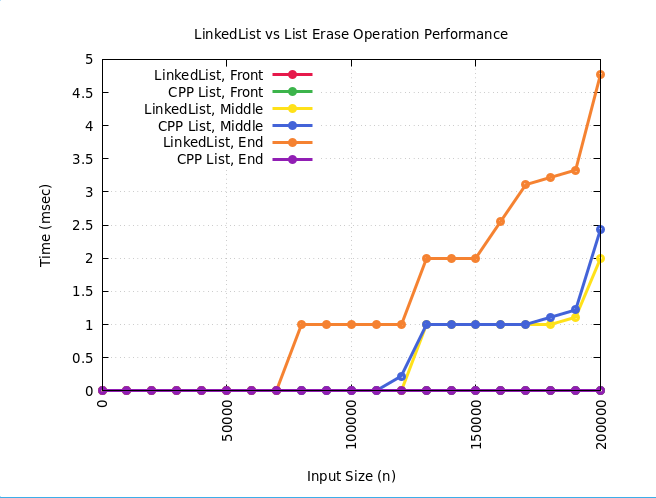 LinkedList vs List Erase Operation Performance
5
4.5
4
3.5
3
2.5
2
1.5
1
0.5
0
Time (msec)
LinkedList, Front
CPP List, Front
LinkedList, Middle
CPP List, Middle
LinkedList, End
CPP List, End
0
50000
100000
150000
200000
Input Size (n)